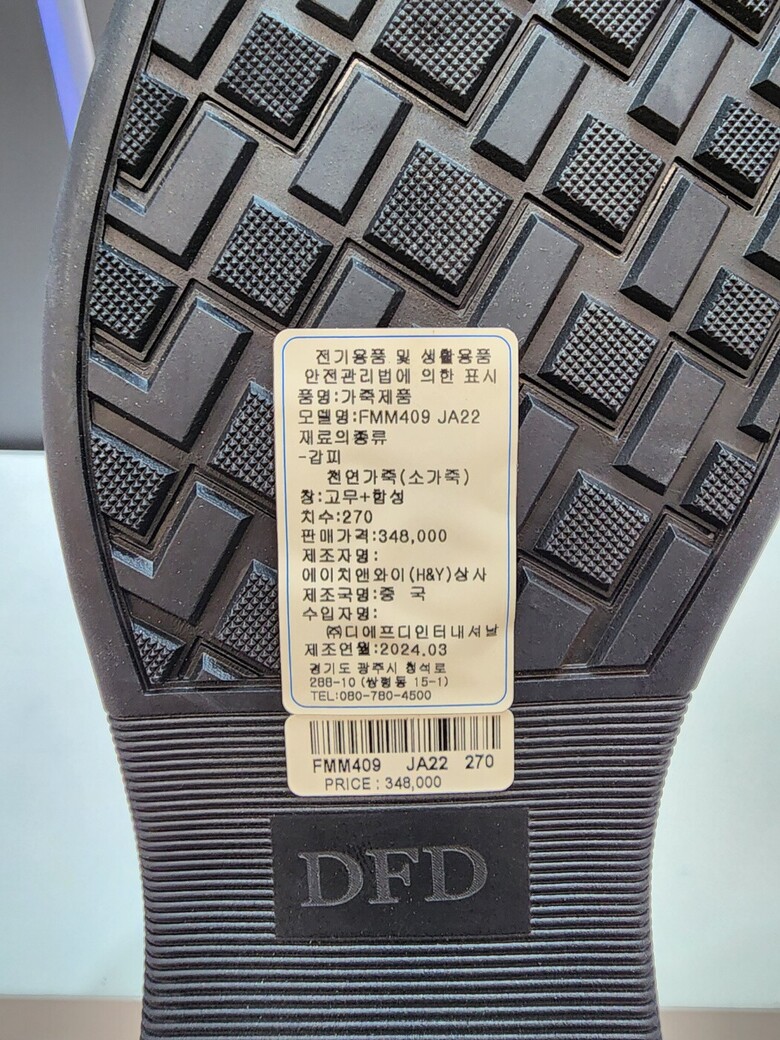 전기용품 및 생활용품
안전관리법에 의한 표시
품명:가죽제품
모델명:FMM409 JA22
재료의종류
-갑피
천연가죽(소가죽)
창:고무+합성
치수:270
판매가격:348,000
제조자명:
에이치앤와이(H&Y)상사
제조국명:중 국
수입자명:
㈜디에프디인터내셔날
제조연월:2024.03
경기도 광주시 청석로
288-10 (쌍령동 15-1)
TEL:080-780-4500
FMM409 JA22 270
PRICE : 348,000
DFD